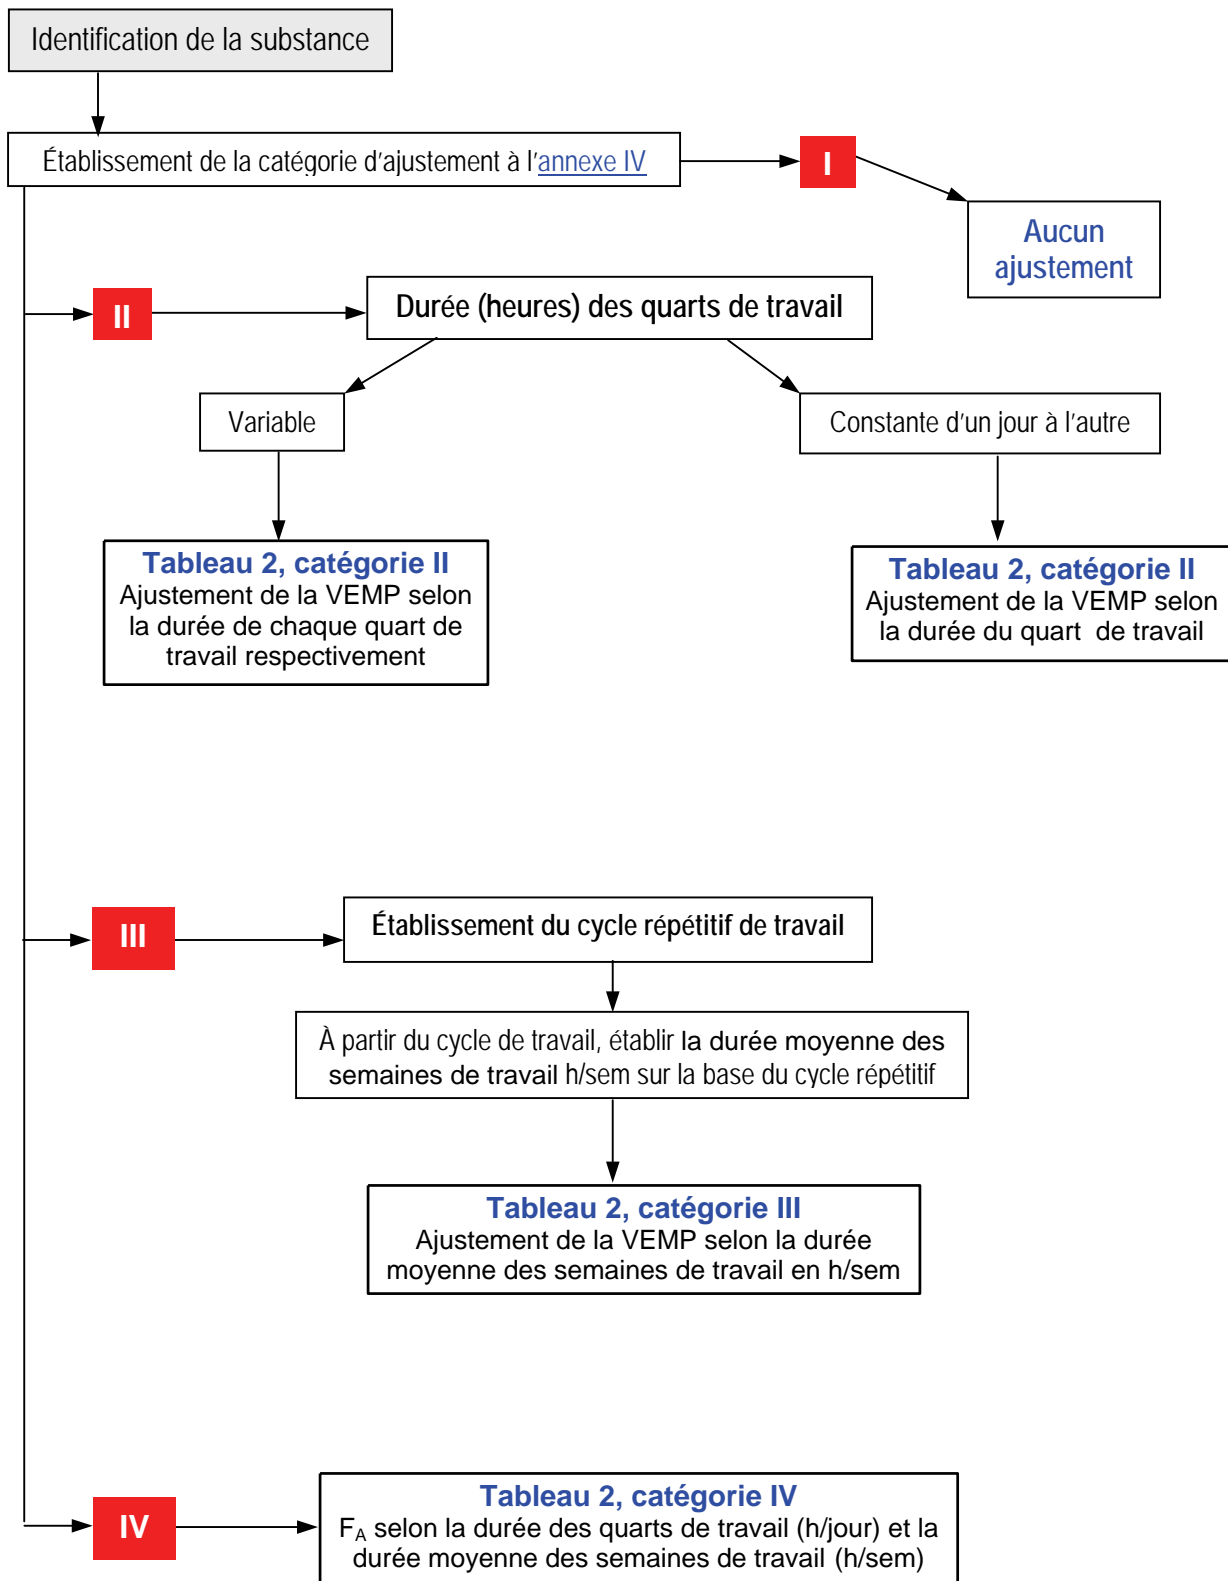 Identification de la substance
Établissement de la catégorie d'ajustement à l'annexe IV
I
Aucun
ajustement
II
Durée (heures) des quarts de travail
Variable
Constante d'un jour à l'autre
Tableau 2, catégorie II
Ajustement de la VEMP selon
la durée de chaque quart de
travail respectivement
Tableau 2, catégorie II
Ajustement de la VEMP selon
la durée du quart de travail
III
Établissement du cycle répétitif de travail
À partir du cycle de travail, établir la durée moyenne des
semaines de travail h/sem sur la base du cycle répétitif
Tableau 2, catégorie III
Ajustement de la VEMP selon la durée
moyenne des semaines de travail en h/sem
IV
Tableau 2, catégorie IV
FA selon la durée des quarts de travail (h/jour) et la
durée moyenne des semaines de travail (h/sem)